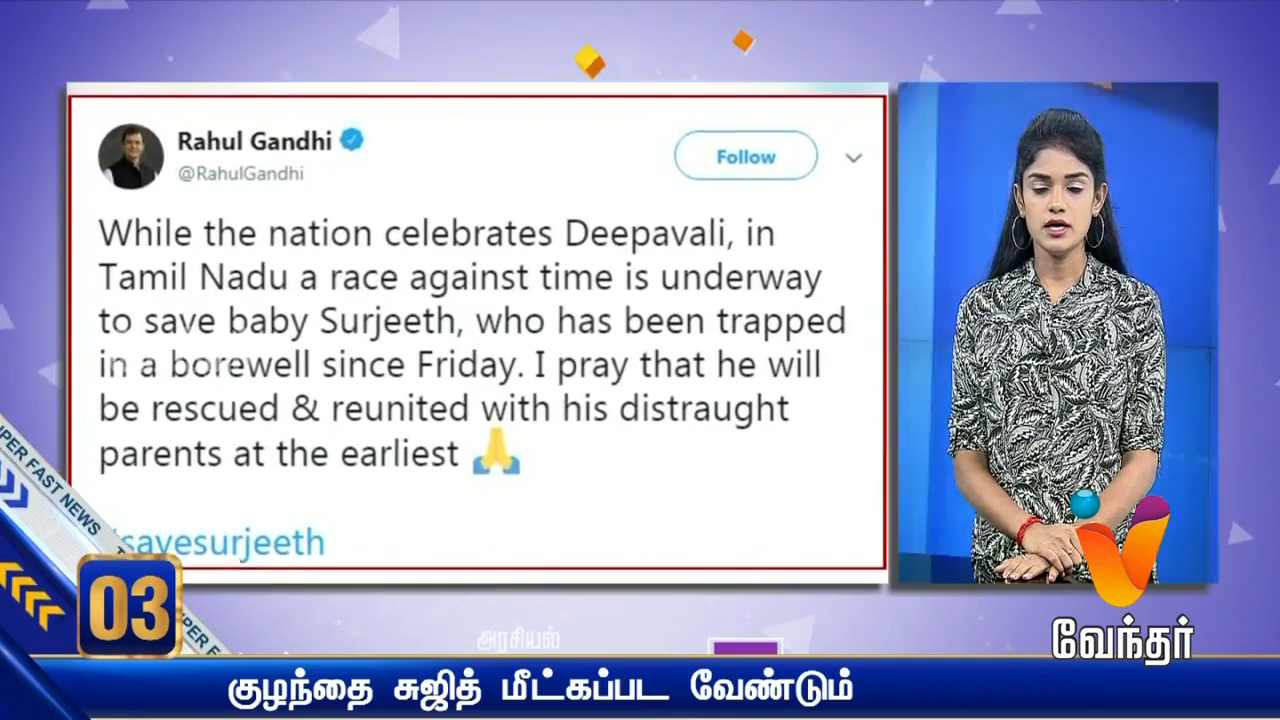 Rahul Gandhi
@RahulGandhi
Follow
While the nation celebrates Deepavali, in
Tamil Nadu a race against time is underway
to save baby Surjeeth, who has been trapped
in a borewell since Friday. I pray that he will
be rescued & reunited with his distraught
parents at the earliest 🙏
savesurjeeth
FAST NEWS
03
அரசியல்
வேந்தர்
குழந்தை சுஜித் மீட்கப்பட வேண்டும்